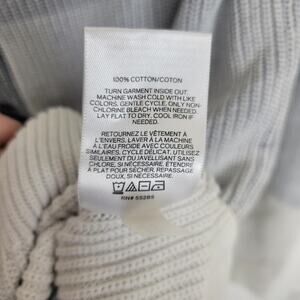 100% COTTON/COTON
TURN GARMENT INSIDE OUT.
MACHINE WASH COLD WITH LIKE
COLORS, GENTLE CYCLE. ONLY NON-
CHLORINE BLEACH WHEN NEEDED.
LAY FLAT TO DRY. COOL IRON IF
NEEDED.
RETOURNEZ LE VÊTEMENT À
L'ENVERS, LAVER À LA MACHINE
À L'EAU FROIDE AVEC COULEURS
SIMILAIRES, CYCLE DÉLICAT. UTILISEZ
SEULEMENT DU JAVELLISANT SANS
CHLORE, SI NÉCESSAIRE. ÉTENDRE
À PLAT POUR SÉCHER. REPASSAGE
DOUX, SI NÉCESSAIRE.
RN# 55285